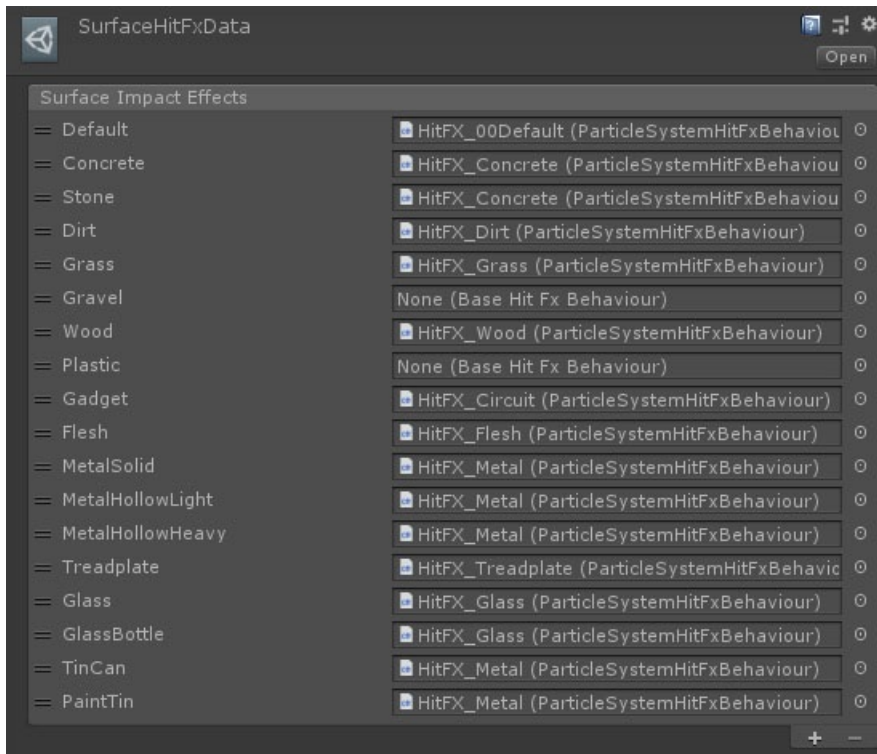 SurfaceHitFxData
Open
Surface Impact Effects
Default HitFX_00Default (ParticleSystemHitFxBehaviou
Concrete HitFX_Concrete (ParticleSystemHitFxBehaviou
Stone HitFX_Concrete (ParticleSystemHitFxBehaviou
Dirt HitFX_Dirt (ParticleSystemHitFxBehaviour)
Grass HitFX_Grass (ParticleSystemHitFxBehaviour)
Gravel None (Base Hit Fx Behaviour)
Wood HitFX_Wood (ParticleSystemHitFxBehaviour)
Plastic None (Base Hit Fx Behaviour)
Gadget HitFX_Circuit (ParticleSystemHitFxBehaviour)
Flesh HitFX_Flesh (ParticleSystemHitFxBehaviour)
MetalSolid HitFX_Metal (ParticleSystemHitFxBehaviour)
MetalHollowLight HitFX_Metal (ParticleSystemHitFxBehaviour)
MetalHollowHeavy HitFX_Metal (ParticleSystemHitFxBehaviour)
Treadplate HitFX_Treadplate (ParticleSystemHitFxBehavic
Glass HitFX_Glass (ParticleSystemHitFxBehaviour)
GlassBottle HitFX_Glass (ParticleSystemHitFxBehaviour)
TinCan HitFX_Metal (ParticleSystemHitFxBehaviour)
PaintTin HitFX_Metal (ParticleSystemHitFxBehaviour)